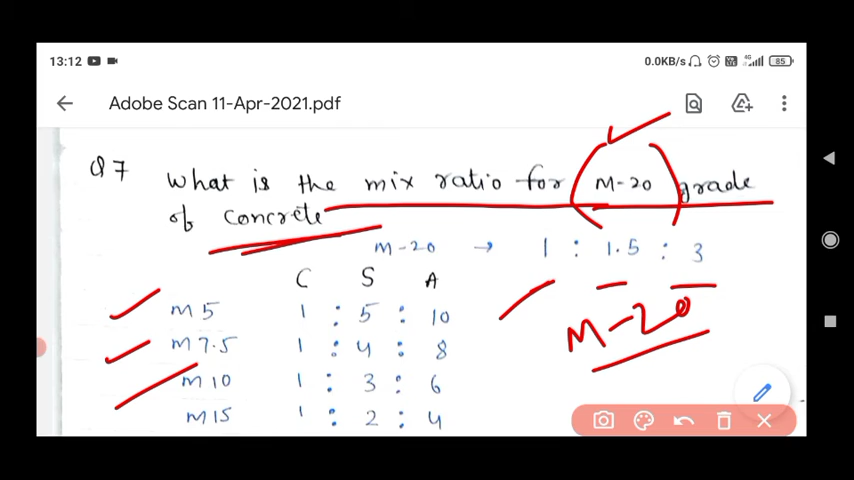 13:12 0.0KB/s 4G 85
Adobe Scan 11-Apr-2021.pdf
Q7 What is the mix ratio for M-20 grade
of concrete
M-20 → 1 : 1.5 : 3
C S A
M5 1 : 5 : 10
M7.5 1 : 4 : 8
M10 1 : 3 : 6
M15 1 : 2 : 4
M-20